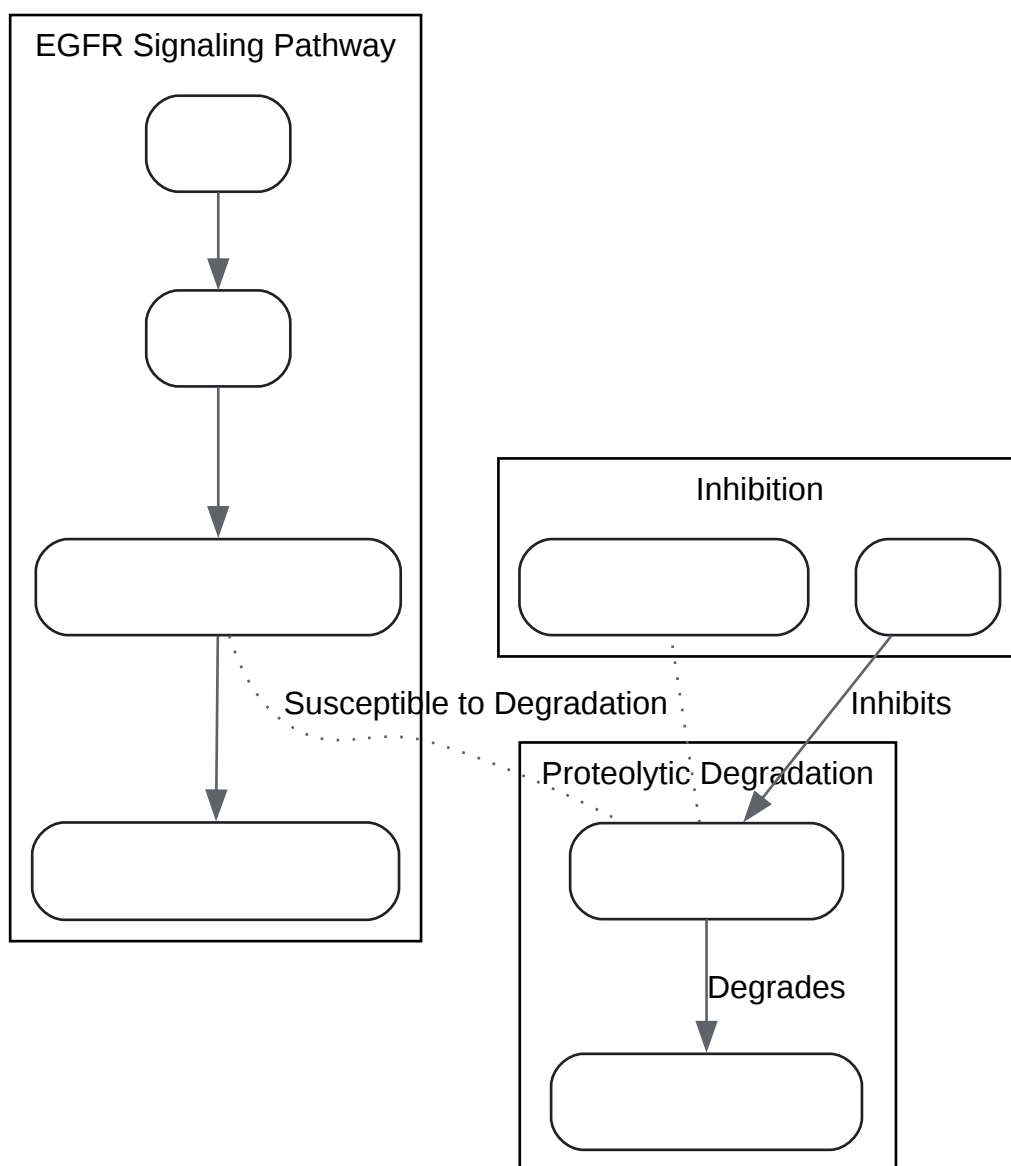 EGFR Signaling Pathway
Inhibition
Susceptible to Degradation
Inhibits
Proteolytic Degradation
Degrades